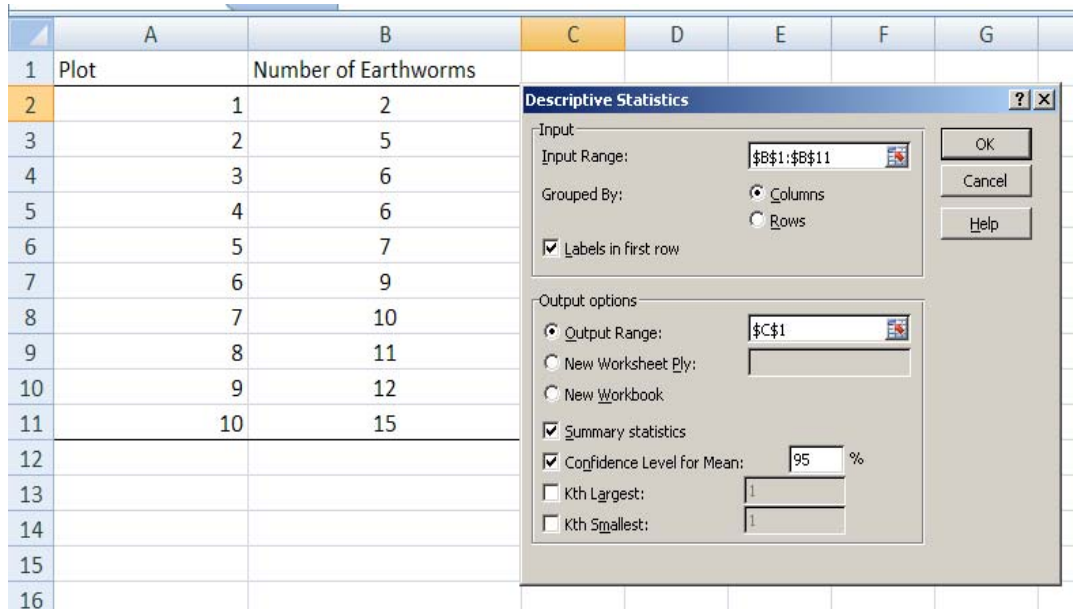 A B C D E F G
1 Plot Number of Earthworms
2 1 2
3 2 5
4 3 6
5 4 6
6 5 7
7 6 9
8 7 10
9 8 11
10 9 12
11 10 15
12
13
14
15
16
Descriptive Statistics ? X
Input
Input Range: $B$1:$B$11
Grouped By: Columns
Rows
Labels in first row
OK
Cancel
Help
Output options
Output Range: $C$1
New Worksheet Ply:
New Workbook
Summary statistics
Confidence Level for Mean: 95 %
Kth Largest: 1
Kth Smallest: 1